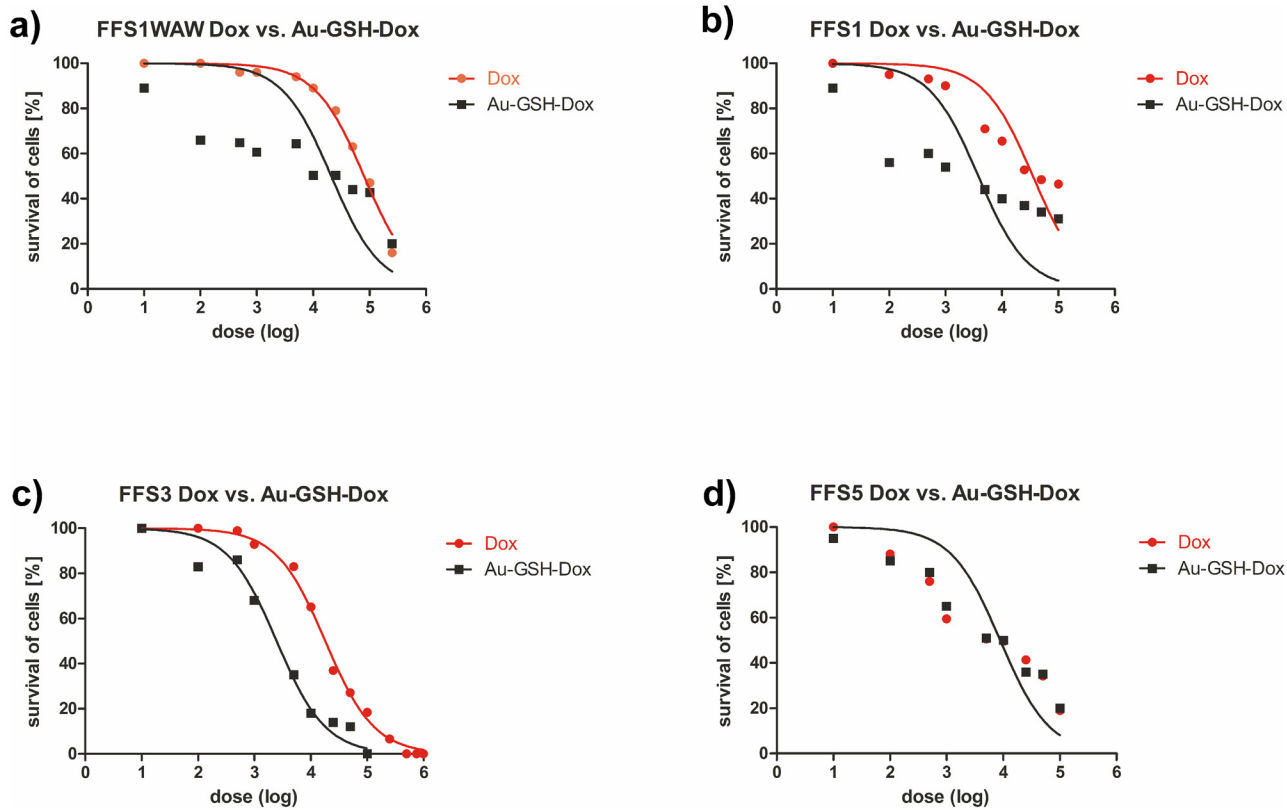 a)
FFS1WAW Dox vs. Au-GSH-Dox
survival of cells [%]
100
80
60
40
20
0
0 1 2 3 4 5 6
dose (log)
Dox
Au-GSH-Dox
b)
FFS1 Dox vs. Au-GSH-Dox
survival of cells [%]
100
80
60
40
20
0
0 1 2 3 4 5 6
dose (log)
Dox
Au-GSH-Dox
c)
FFS3 Dox vs. Au-GSH-Dox
survival of cells [%]
100
80
60
40
20
0
0 1 2 3 4 5 6
dose (log)
Dox
Au-GSH-Dox
d)
FFS5 Dox vs. Au-GSH-Dox
survival of cells [%]
100
80
60
40
20
0
0 1 2 3 4 5 6
dose (log)
Dox
Au-GSH-Dox